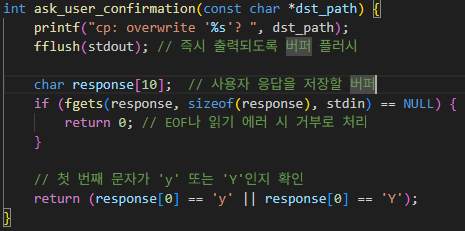 int ask_user_confirmation(const char *dst_path) {
    printf("cp: overwrite '%s'? ", dst_path);
    fflush(stdout); // 즉시 출력되도록 버퍼 플러시
    char response[10];  // 사용자 응답을 저장할 버퍼
    if (fgets(response, sizeof(response), stdin) == NULL) {
        return 0; // EOF나 읽기 에러 시 거부로 처리
    }
    // 첫 번째 문자가 'y' 또는 'Y'인지 확인
    return (response[0] == 'y' || response[0] == 'Y');
}